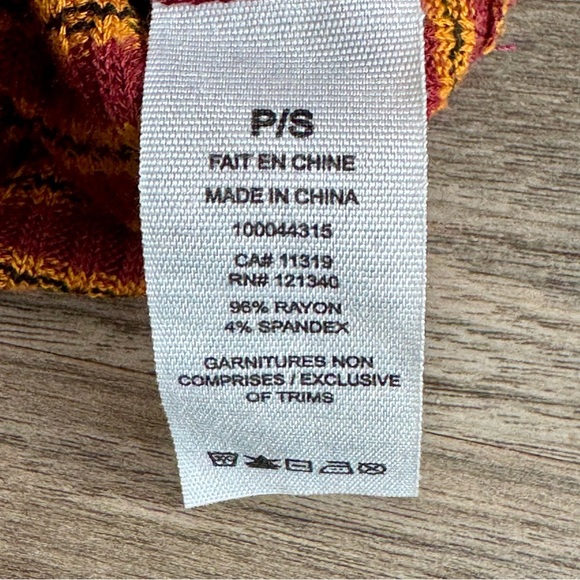 P/S
FAIT EN CHINE
MADE IN CHINA
100044315
CA# 11319
RN# 121340
96% RAYON
4% SPANDEX
GARNITURES NON
COMPRISES / EXCLUSIVE
OF TRIMS